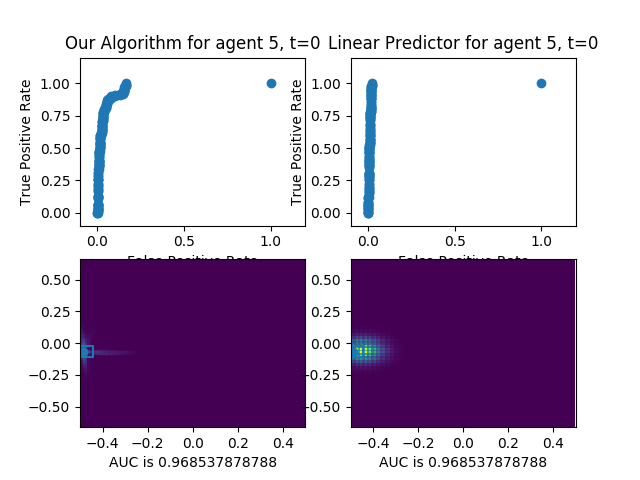 Our Algorithm for agent 5, t=0
Linear Predictor for agent 5, t=0
True Positive Rate
1.00
0.75
0.50
0.25
0.00
0.0 0.5 1.0
False Positive Rate
True Positive Rate
1.00
0.75
0.50
0.25
0.00
0.0 0.5 1.0
False Positive Rate
0.50
0.25
0.00
−0.25
−0.50
−0.4 −0.2 0.0 0.2 0.4
AUC is 0.968537878788
0.50
0.25
0.00
−0.25
−0.50
−0.4 −0.2 0.0 0.2 0.4
AUC is 0.968537878788